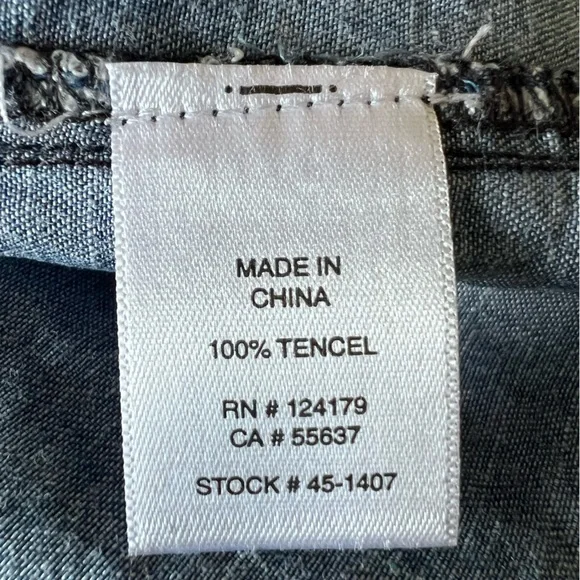 MADE IN
CHINA
100% TENCEL
RN # 124179
CA # 55637
STOCK # 45-1407